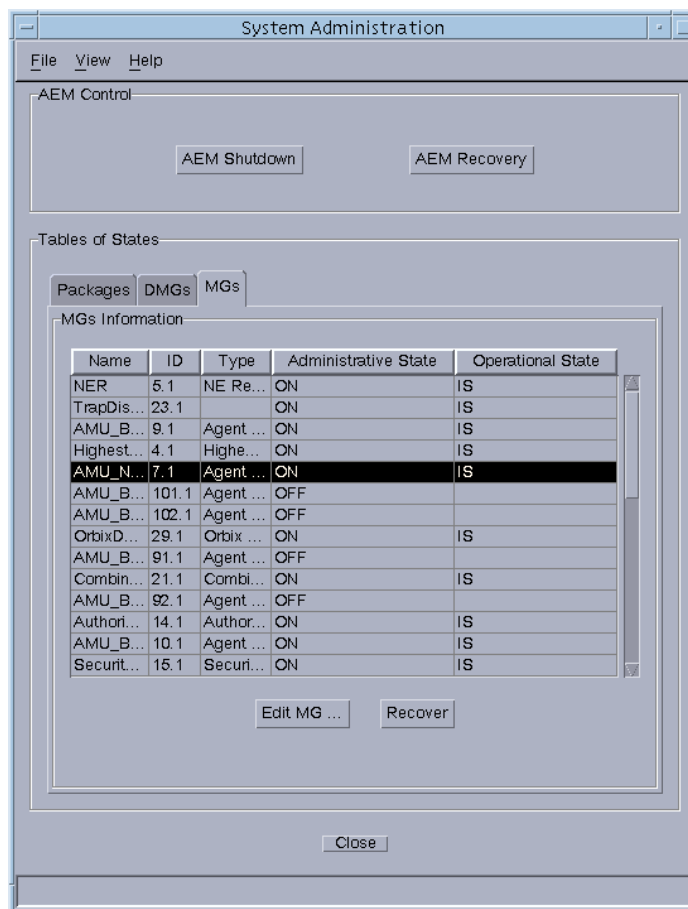 System Administration
File View Help
AEM Control
AEM Shutdown AEM Recovery
Tables of States
Packages DMGs MGs
MGs Information
Name ID Type Administrative State Operational State
NER 5.1 NE Re... ON IS
TrapDis... 23.1 ON IS
AMU_B... 9.1 Agent ... ON IS
Highest... 4.1 Highe... ON IS
AMU_N... 7.1 Agent ... ON IS
AMU_B... 101.1 Agent ... OFF
AMU_B... 102.1 Agent ... OFF
OrbixD... 29.1 Orbix ... ON IS
AMU_B... 91.1 Agent ... OFF
Combin... 21.1 Combi... ON IS
AMU_B... 92.1 Agent ... OFF
Authori... 14.1 Author... ON IS
AMU_B... 10.1 Agent ... ON IS
Securit... 15.1 Securi... ON IS
Edit MG ... Recover
Close